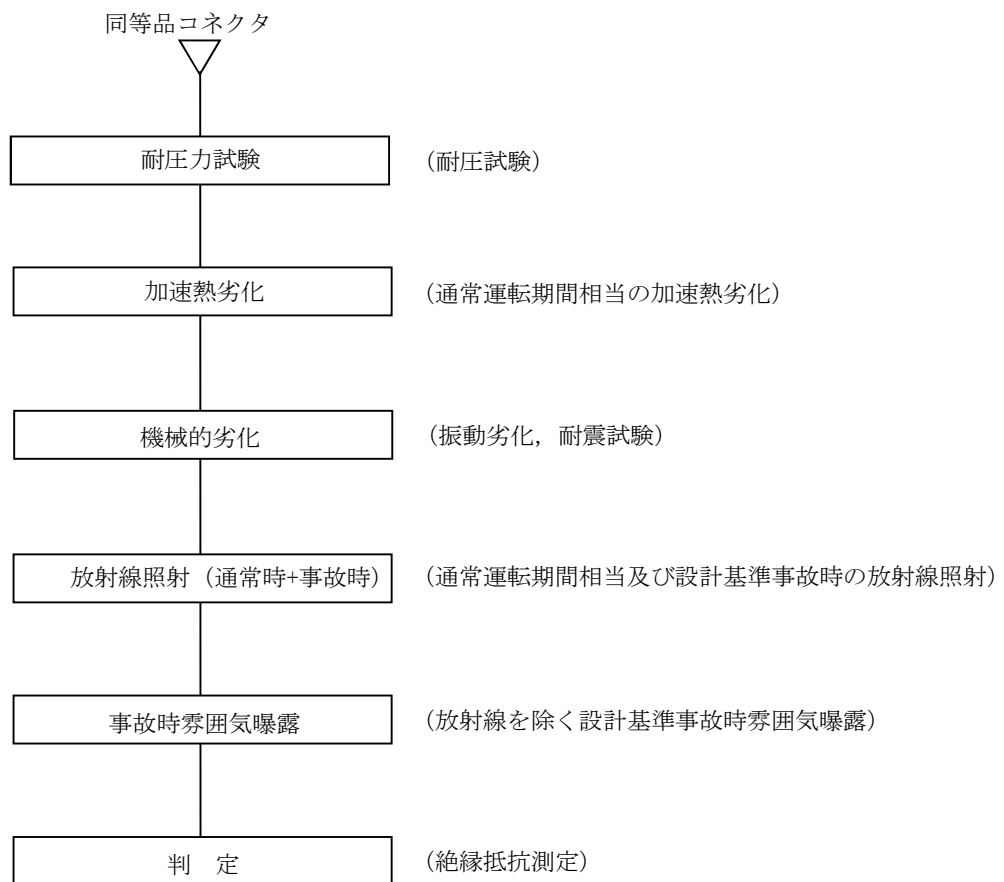 同等品コネクタ
耐圧力試験
（耐圧試験）
加速熱劣化
（通常運転期間相当の加速熱劣化）
機械的劣化
（振動劣化，耐震試験）
放射線照射（通常時+事故時）
（通常運転期間相当及び設計基準事故時の放射線照射）
事故時雰囲気曝露
（放射線を除く設計基準事故時雰囲気曝露）
判　定
（絶縁抵抗測定）